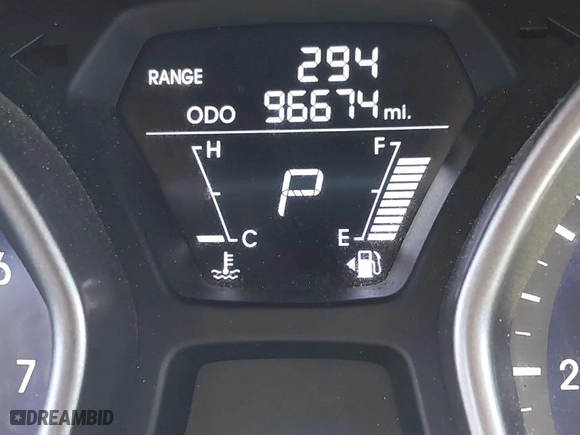 RANGE 294
ODO 96674 mi.
H F
P
C E
6
7
2
DREAMBID